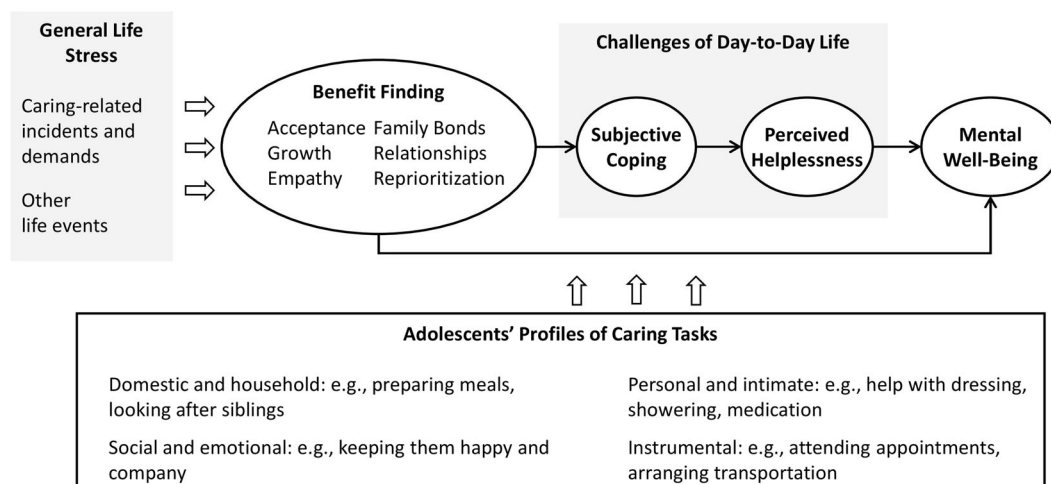 General Life
Stress
Caring-related
incidents and
demands
Other
life events
Benefit Finding
Acceptance Family Bonds
Growth Relationships
Empathy Reprioritization
Challenges of Day-to-Day Life
Subjective
Coping
Perceived
Helplessness
Mental
Well-Being
Adolescents’ Profiles of Caring Tasks
Domestic and household: e.g., preparing meals,
looking after siblings
Social and emotional: e.g., keeping them happy and
company
Personal and intimate: e.g., help with dressing,
showering, medication
Instrumental: e.g., attending appointments,
arranging transportation